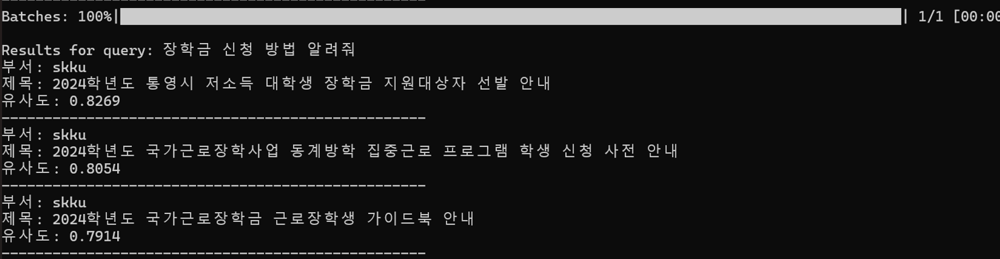 Batches: 100%| | 1/1 [00:00
Results for query: 장학금 신청 방법 알려줘
부서: skku
제목: 2024학년도 통영시 저소득 대학생 장학금 지원대상자 선발 안내
유사도: 0.8269
--------------------------------------------------
부서: skku
제목: 2024학년도 국가근로장학사업 동계방학 집중근로 프로그램 학생 신청 사전 안내
유사도: 0.8054
--------------------------------------------------
부서: skku
제목: 2024학년도 국가근로장학금 근로장학생 가이드북 안내
유사도: 0.7914
--------------------------------------------------